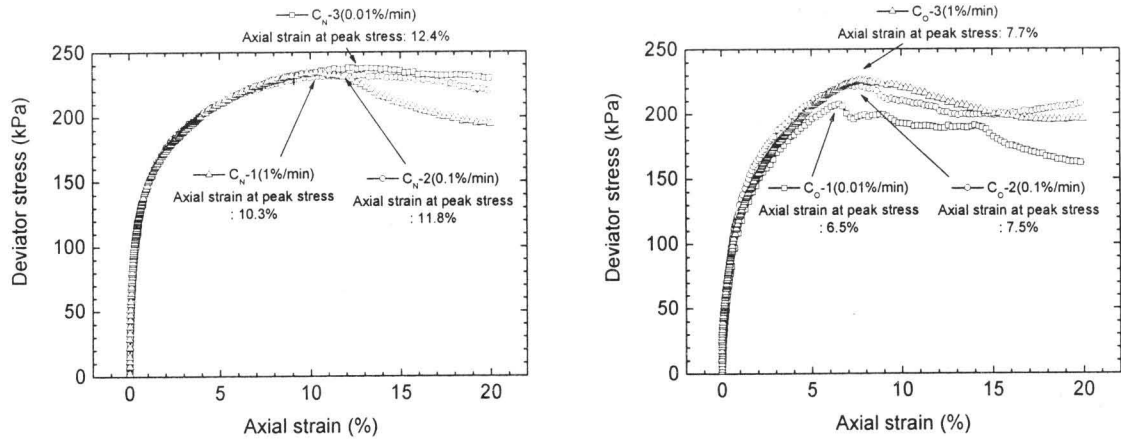 C_N-3(0.01%/min)
Axial strain at peak stress: 12.4%
250
200
150
100
50
0
Deviator stress (kPa)
C_N-1(1%/min)
Axial strain at peak stress
: 10.3%
C_N-2(0.1%/min)
Axial strain at peak stress
: 11.8%
0 5 10 15 20
Axial strain (%)
C_O-3(1%/min)
Axial strain at peak stress: 7.7%
250
200
150
100
50
0
Deviator stress (kPa)
C_O-1(0.01%/min)
Axial strain at peak stress
: 6.5%
C_O-2(0.1%/min)
Axial strain at peak stress
: 7.5%
0 5 10 15 20
Axial strain (%)